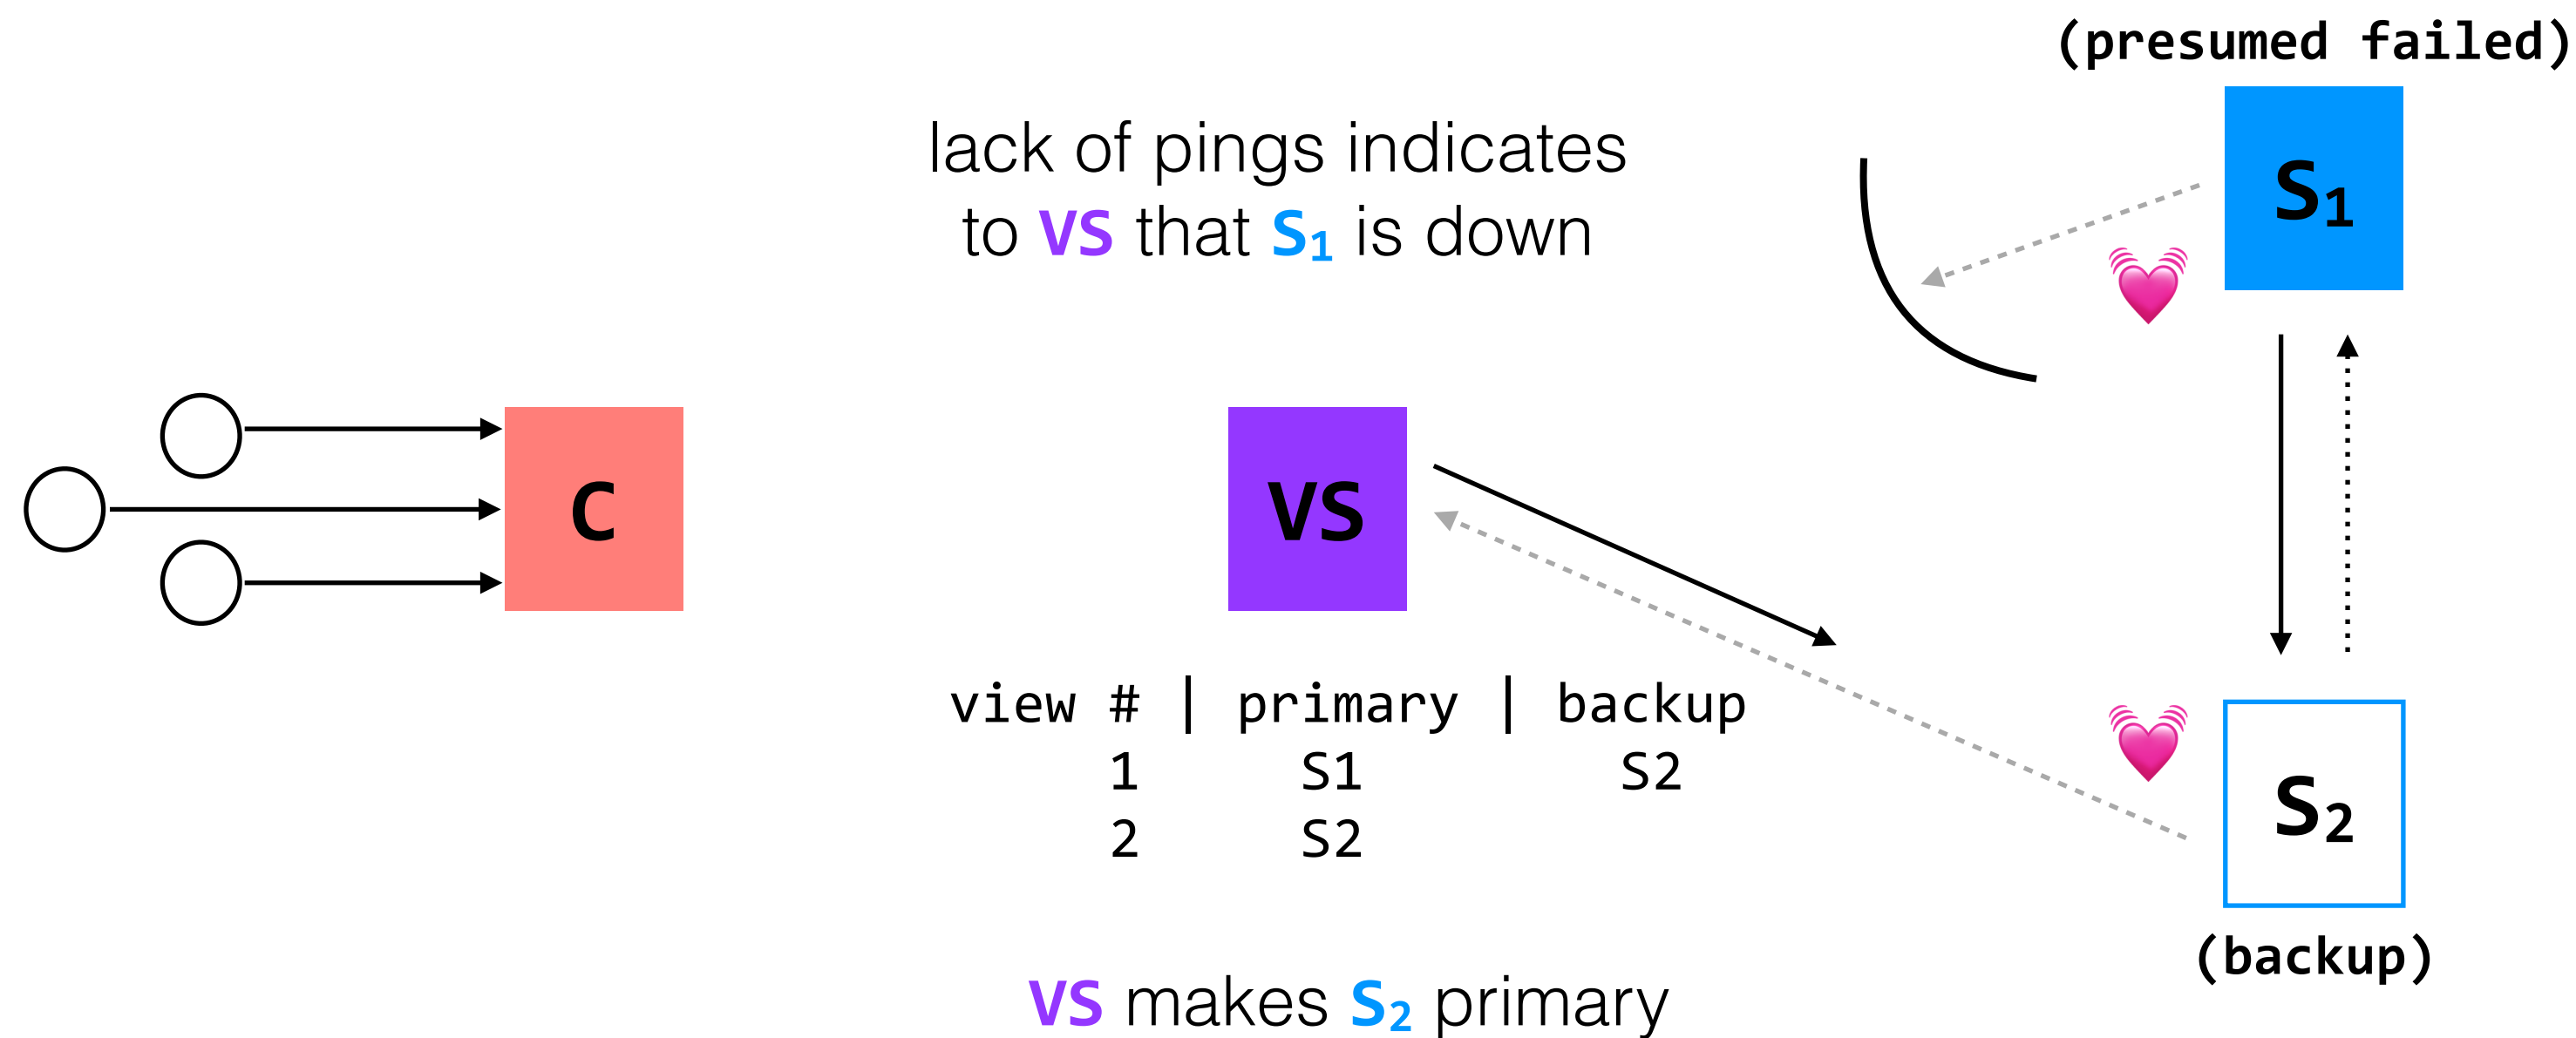 (presumed failed)
lack of pings indicates
to VS that S₁ is down
S₁
C
VS
view # | primary | backup
1 S1 S2
2 S2
S₂
(backup)
VS makes S₂ primary